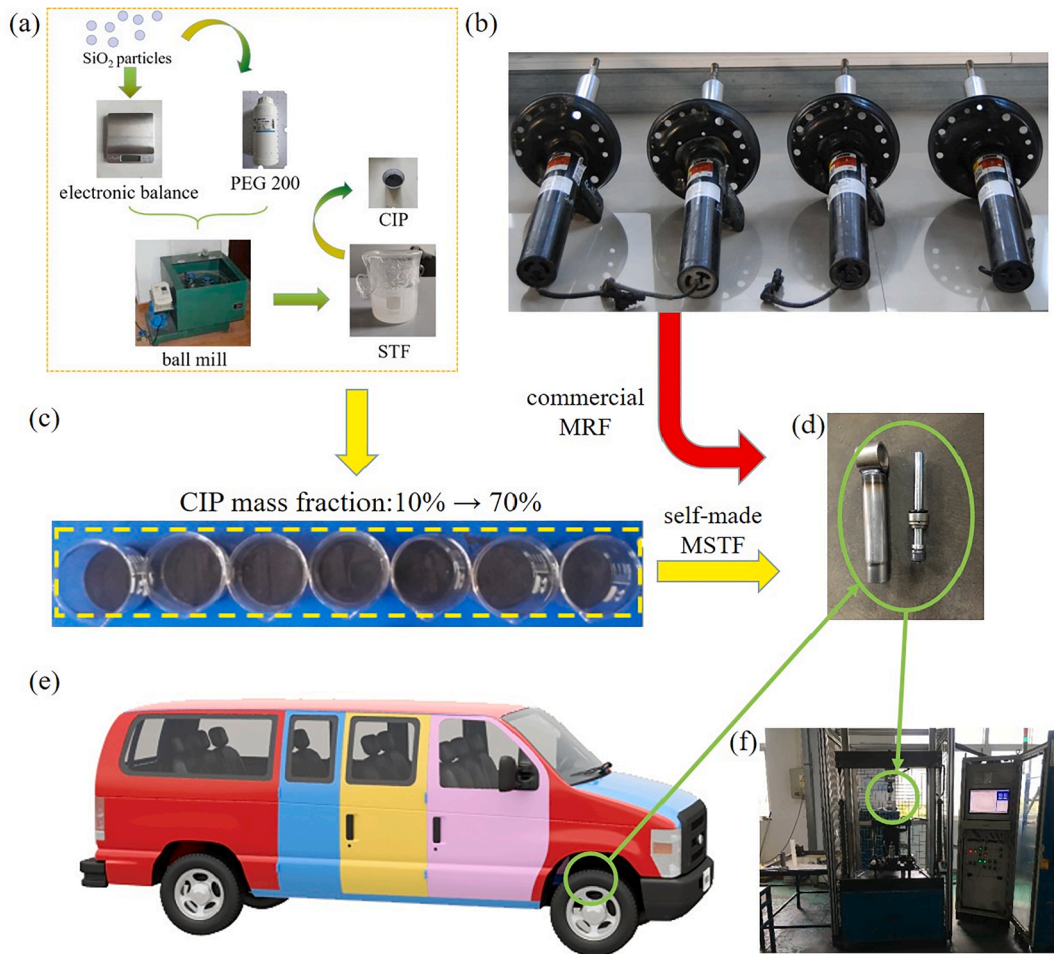 (a)
SiO₂ particles
electronic balance
PEG 200
CIP
ball mill
STF
(b)
commercial
MRF
(c)
CIP mass fraction:10% → 70%
self-made
MSTF
(d)
(e)
(f)